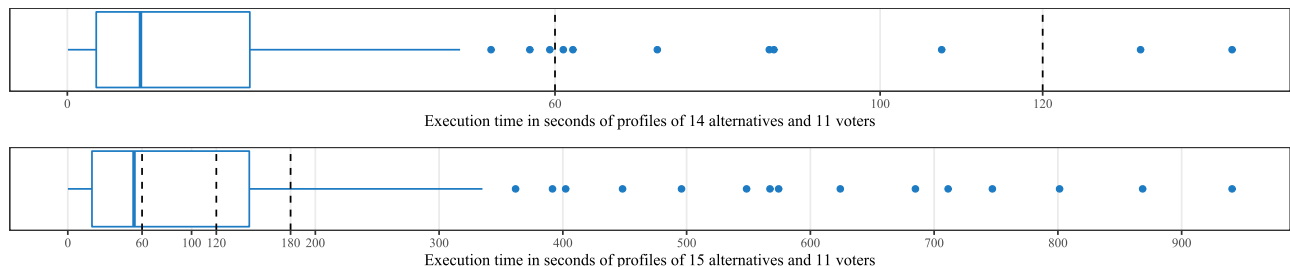 0 60 100 120
Execution time in seconds of profiles of 14 alternatives and 11 voters
0 60 100 120 180 200 300 400 500 600 700 800 900
Execution time in seconds of profiles of 15 alternatives and 11 voters